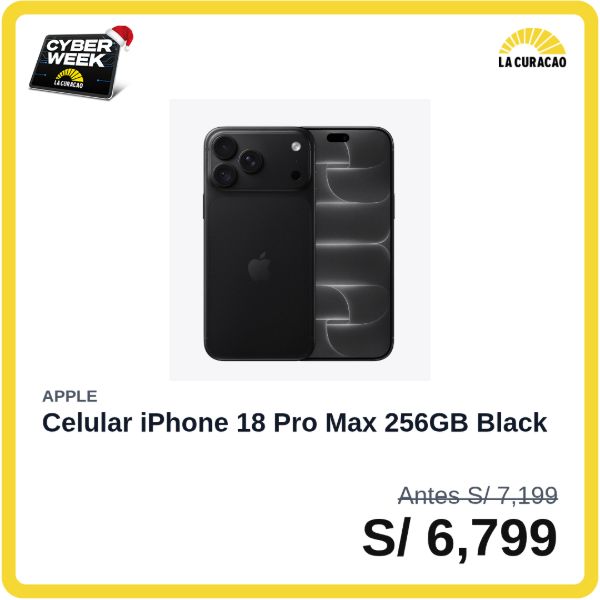 CYBER
WEEK
LA CURACAO
LA CURACAO
APPLE
Celular iPhone 18 Pro Max 256GB Black
Antes S/ 7,199
S/ 6,799